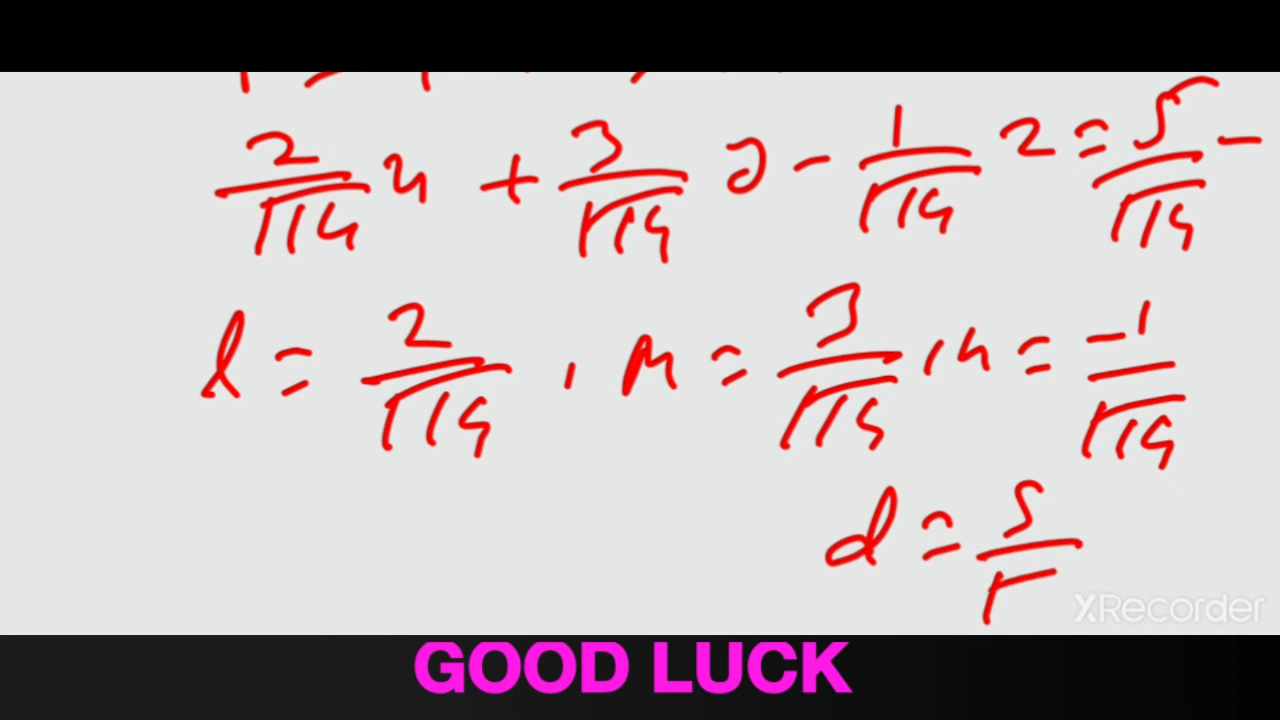 2/√14 x + 3/√14 y - 1/√14 z = 5/√14 -
l = 2/√14 , m = 3/√14 , n = -1/√14
d = 5/√
XRecorder
GOOD LUCK